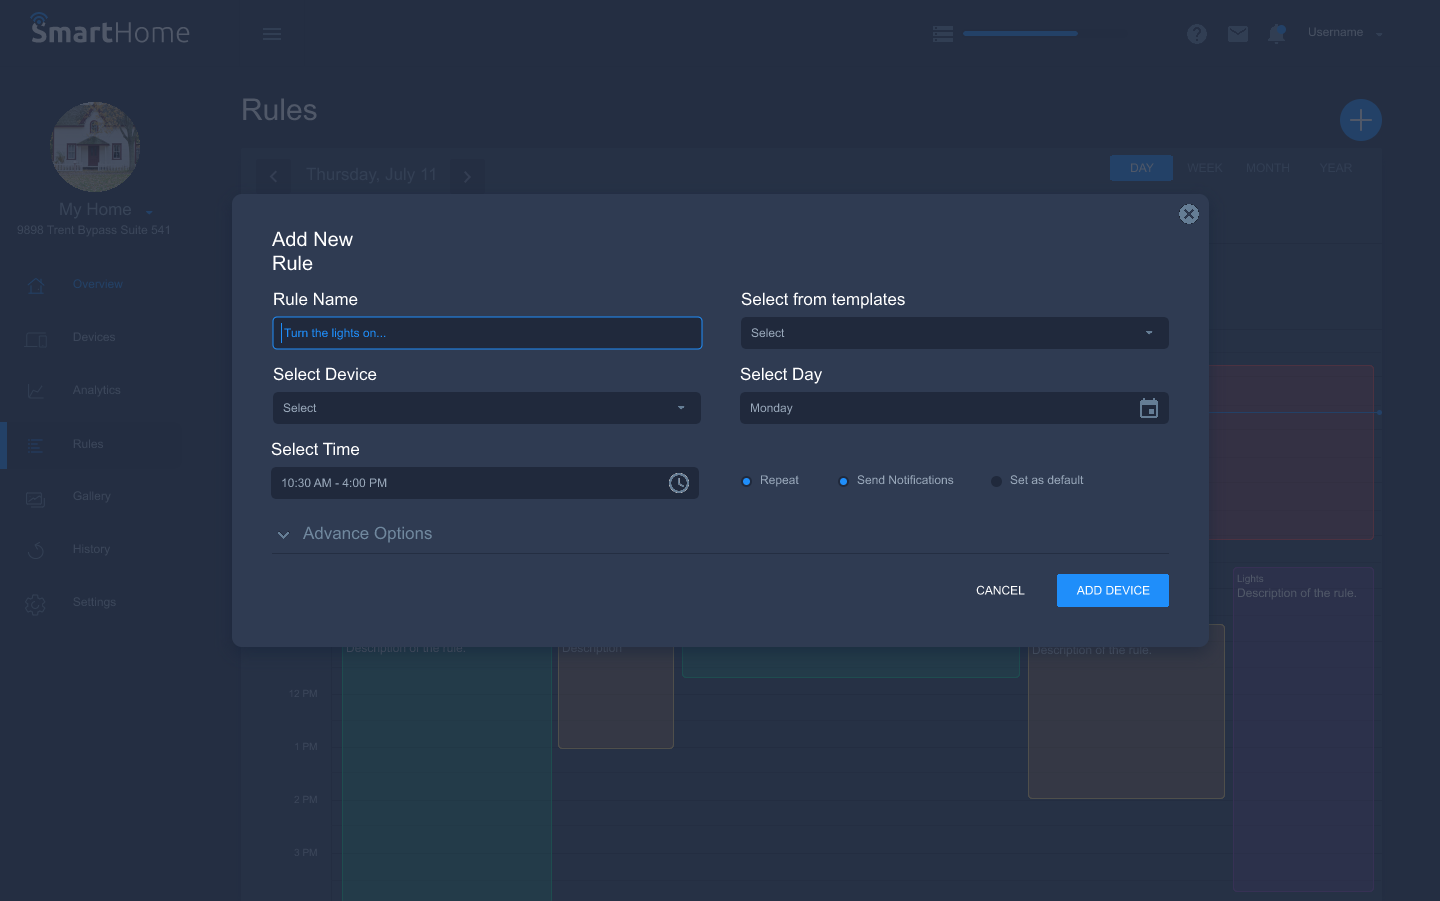 SmartHome
Username
Rules
Thursday, July 11
DAY
WEEK
MONTH
YEAR
My Home
9898 Trent Bypass Suite 541
Overview
Devices
Analytics
Rules
Gallery
History
Settings
Add New
Rule
Rule Name
Turn the lights on...
Select from templates
Select
Select Device
Select
Select Day
Monday
Select Time
10:30 AM - 4:00 PM
Repeat
Send Notifications
Set as default
Advance Options
CANCEL
ADD DEVICE
Lights
Description of the rule.
Description of the rule.
Description
Description of the rule.
12 PM
1 PM
2 PM
3 PM